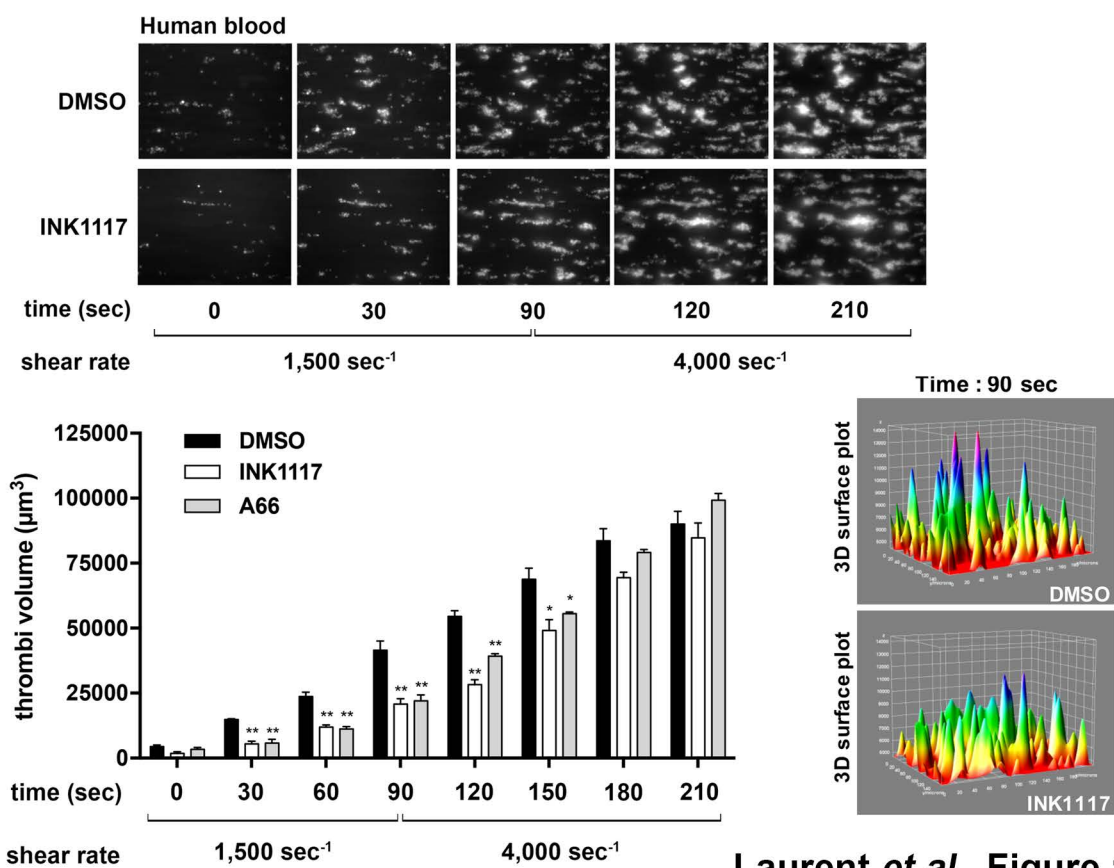 Human blood
DMSO
INK1117
time (sec) 0 30 90 120 210
shear rate 1,500 sec⁻¹ 4,000 sec⁻¹
Time : 90 sec
125000
100000
75000
50000
25000
0
thrombi volume (µm³)
DMSO
INK1117
A66
** **
** **
** **
** **
* *
time (sec) 0 30 60 90 120 150 180 210
shear rate 1,500 sec⁻¹ 4,000 sec⁻¹
3D surface plot
DMSO
3D surface plot
INK1117
Laurent et al. Figure